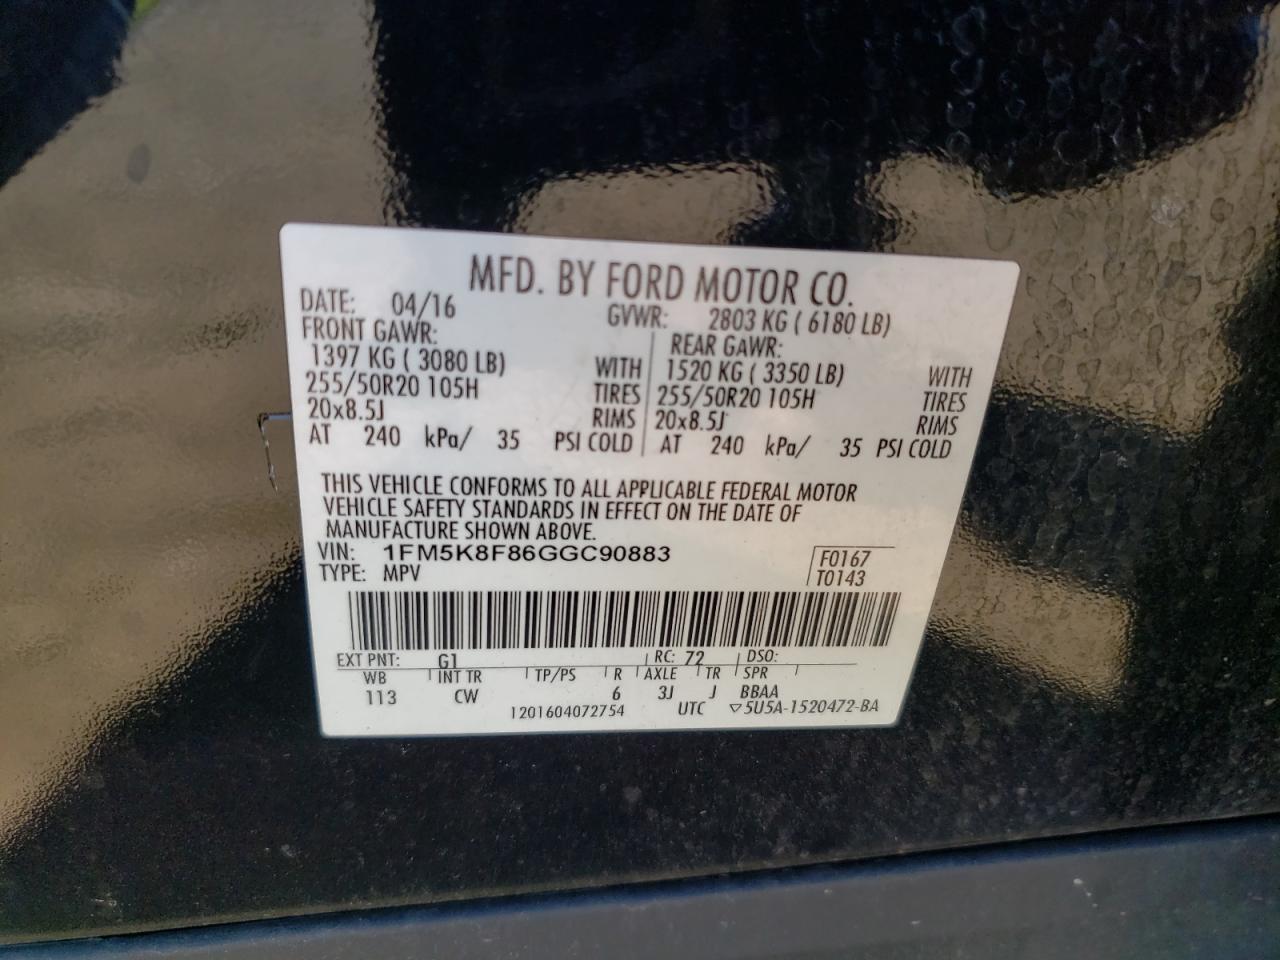 MFD. BY FORD MOTOR CO.
DATE: 04/16 GVWR: 2803 KG ( 6180 LB)
FRONT GAWR: REAR GAWR:
1397 KG ( 3080 LB) WITH 1520 KG ( 3350 LB) WITH
255/50R20 105H TIRES 255/50R20 105H TIRES
20x8.5J RIMS 20x8.5J RIMS
AT 240 kPa/ 35 PSI COLD AT 240 kPa/ 35 PSI COLD
THIS VEHICLE CONFORMS TO ALL APPLICABLE FEDERAL MOTOR
VEHICLE SAFETY STANDARDS IN EFFECT ON THE DATE OF
MANUFACTURE SHOWN ABOVE.
VIN: 1FM5K8F86GGC90883 F0167
TYPE: MPV T0143
EXT PNT: G1 RC: 72 DSO:
WB INT TR TP/PS R AXLE TR SPR
113 CW 6 3J J BBAA
1201604072754 UTC ▽5U5A-1520472-BA